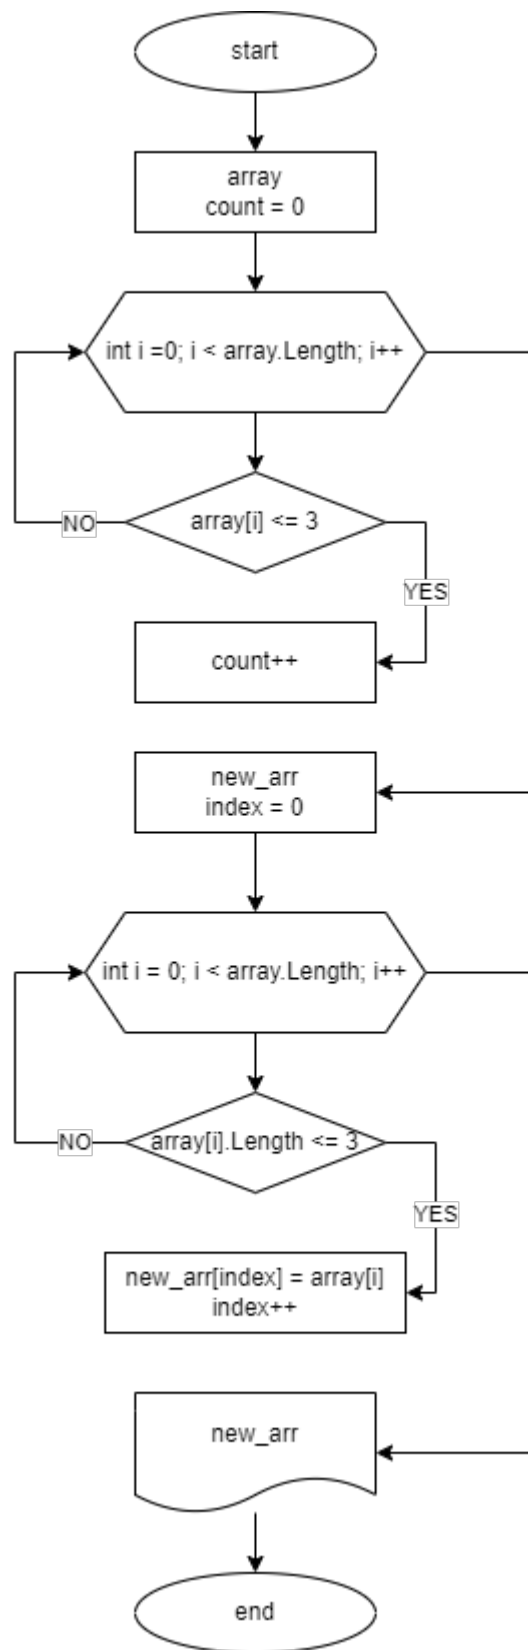 start
array
count = 0
int i =0; i < array.Length; i++
array[i] <= 3
NO
YES
count++
new_arr
index = 0
int i = 0; i < array.Length; i++
array[i].Length <= 3
NO
YES
new_arr[index] = array[i]
index++
new_arr
end